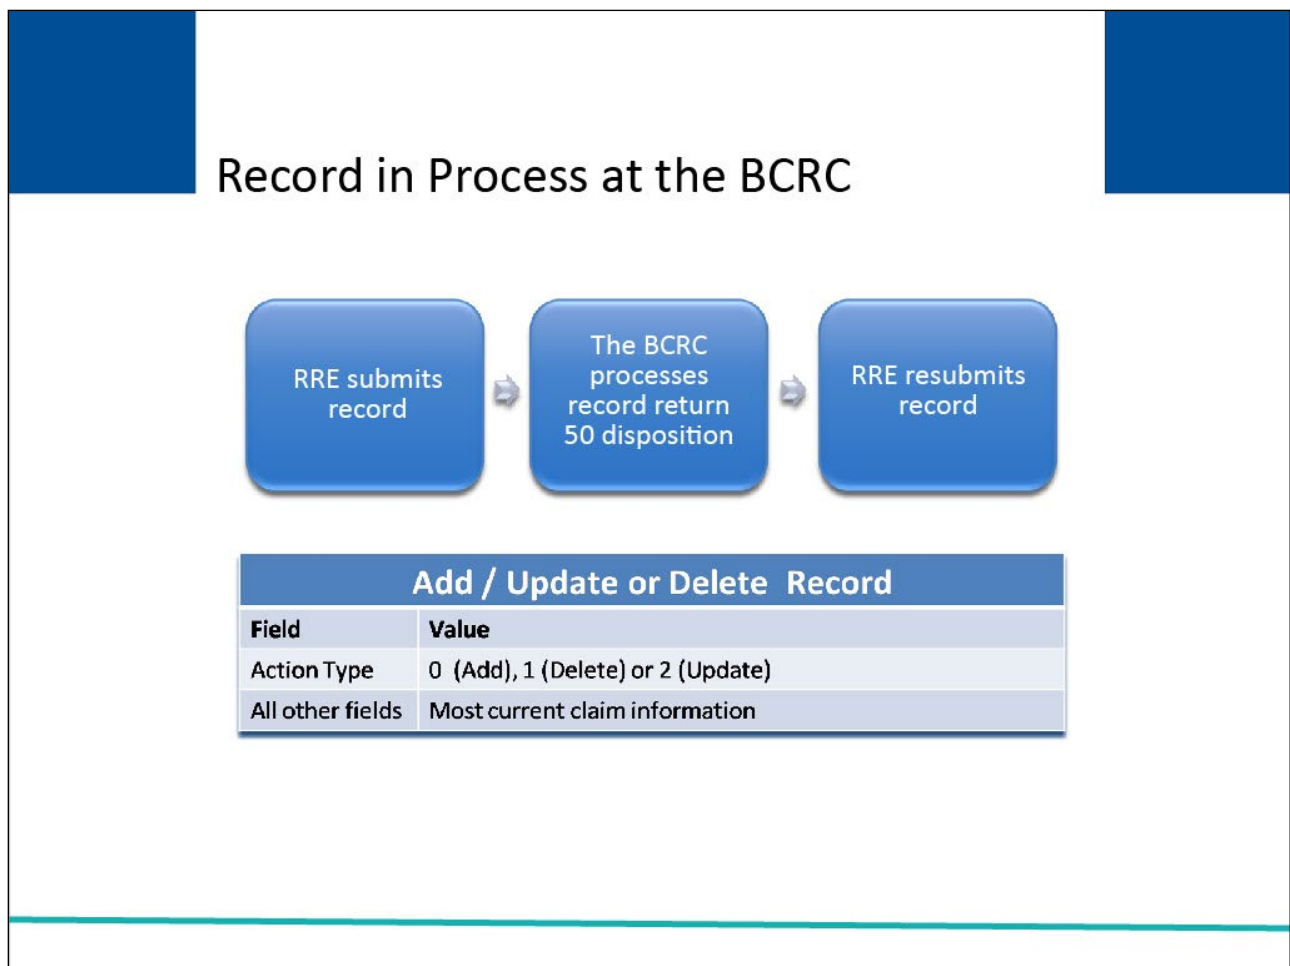 Record in Process at the BCRC
RRE submits
record
The BCRC
processes
record return
50 disposition
RRE resubmits
record
Add / Update or Delete Record
Field Value
Action Type 0 (Add), 1 (Delete) or 2 (Update)
All other fields Most current claim information